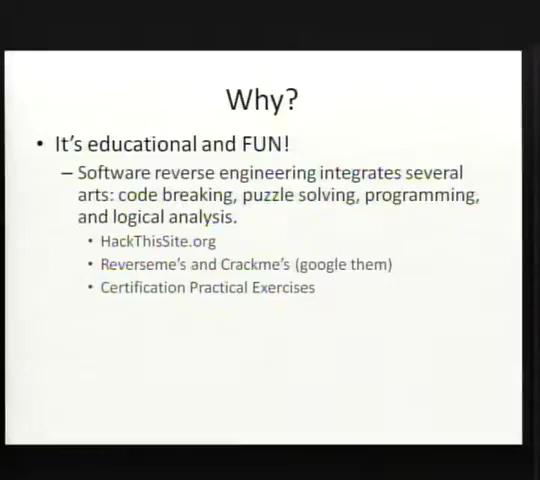 Why?
• It's educational and FUN!
– Software reverse engineering integrates several
arts: code breaking, puzzle solving, programming,
and logical analysis.
• HackThisSite.org
• Reverseme's and Crackme's (google them)
• Certification Practical Exercises